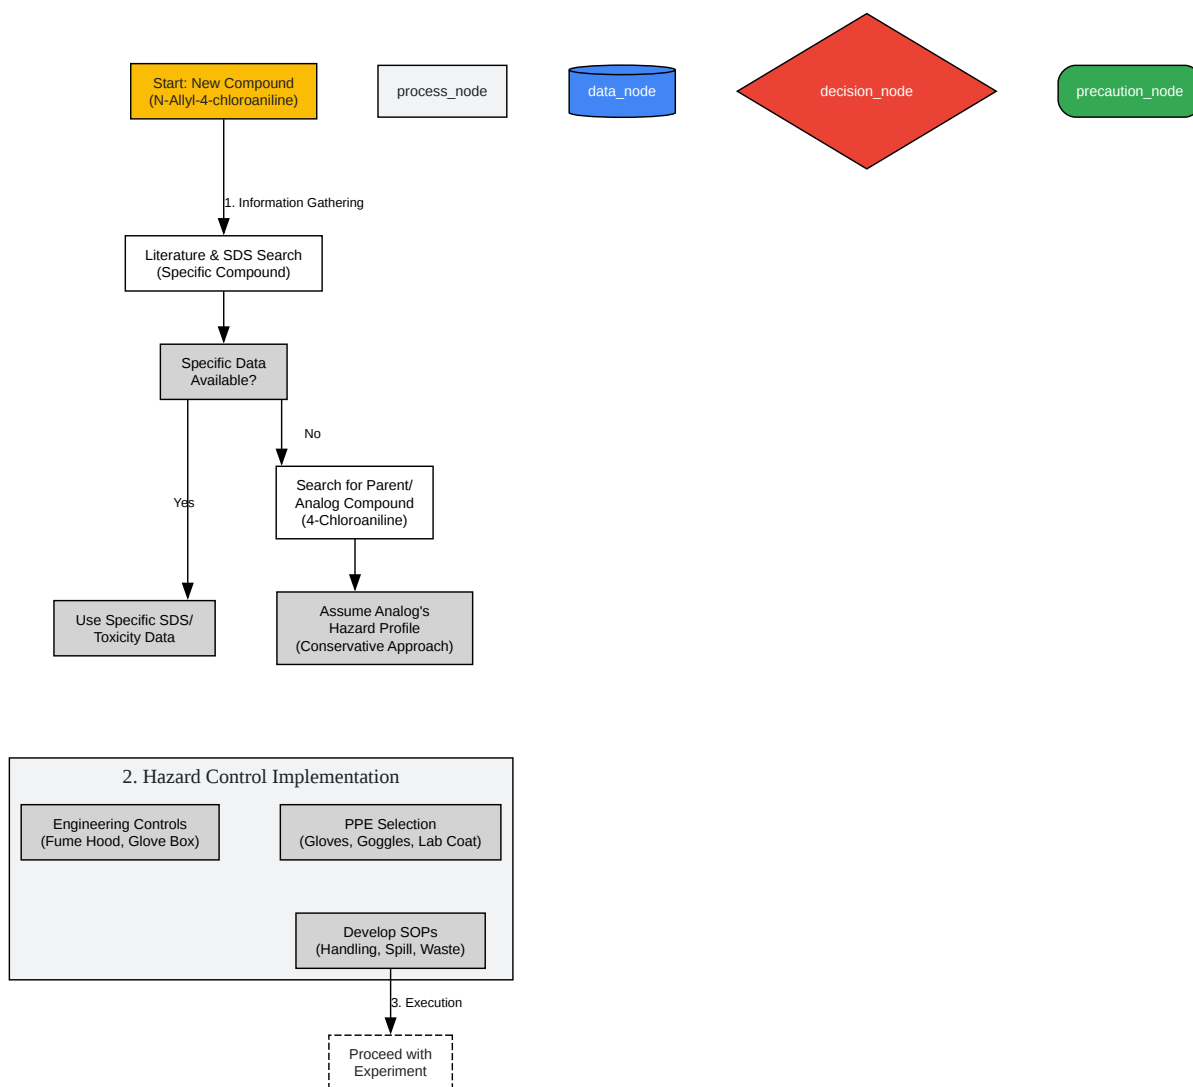 Start: New Compound
(N-Allyl-4-chloroaniline)
process_node
data_node
decision_node
precaution_node
1. Information Gathering
Literature & SDS Search
(Specific Compound)
Specific Data
Available?
No
Yes
Search for Parent/
Analog Compound
(4-Chloroaniline)
Use Specific SDS/
Toxicity Data
Assume Analog's
Hazard Profile
(Conservative Approach)
2. Hazard Control Implementation
Engineering Controls
(Fume Hood, Glove Box)
PPE Selection
(Gloves, Goggles, Lab Coat)
Develop SOPs
(Handling, Spill, Waste)
3. Execution
Proceed with
Experiment